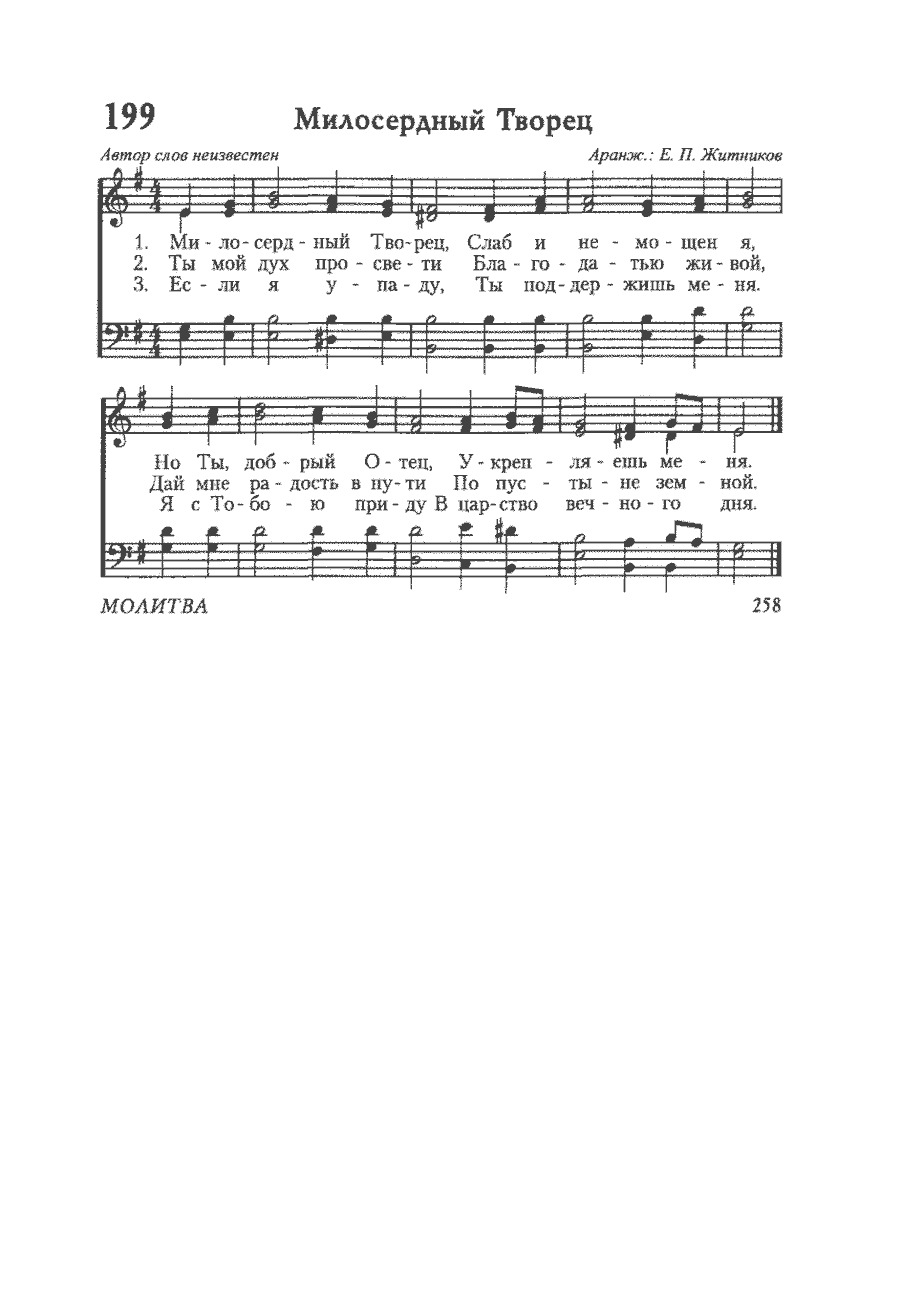 199
Милосердный Творец
Автор слов неизвестен
Аранж.: Е. П. Житников
1. Ми - ло- серд - ный Тво- рец, Слаб и не - мо - щен я,
2. Ты мой дух про - све - ти Бла - го - да - тью жи - вой,
3. Ес - ли я у - па - ду, Ты под- дер - жишь ме - ня.
Но Ты, доб - рый О - тец, У - креп - ля - ешь ме - ня.
Дай мне ра - дость в пу- ти По пус - ты - не зем - ной.
Я с То- бо - ю при - ду В цар- ство веч - но - го дня.
МОЛИТВА
258